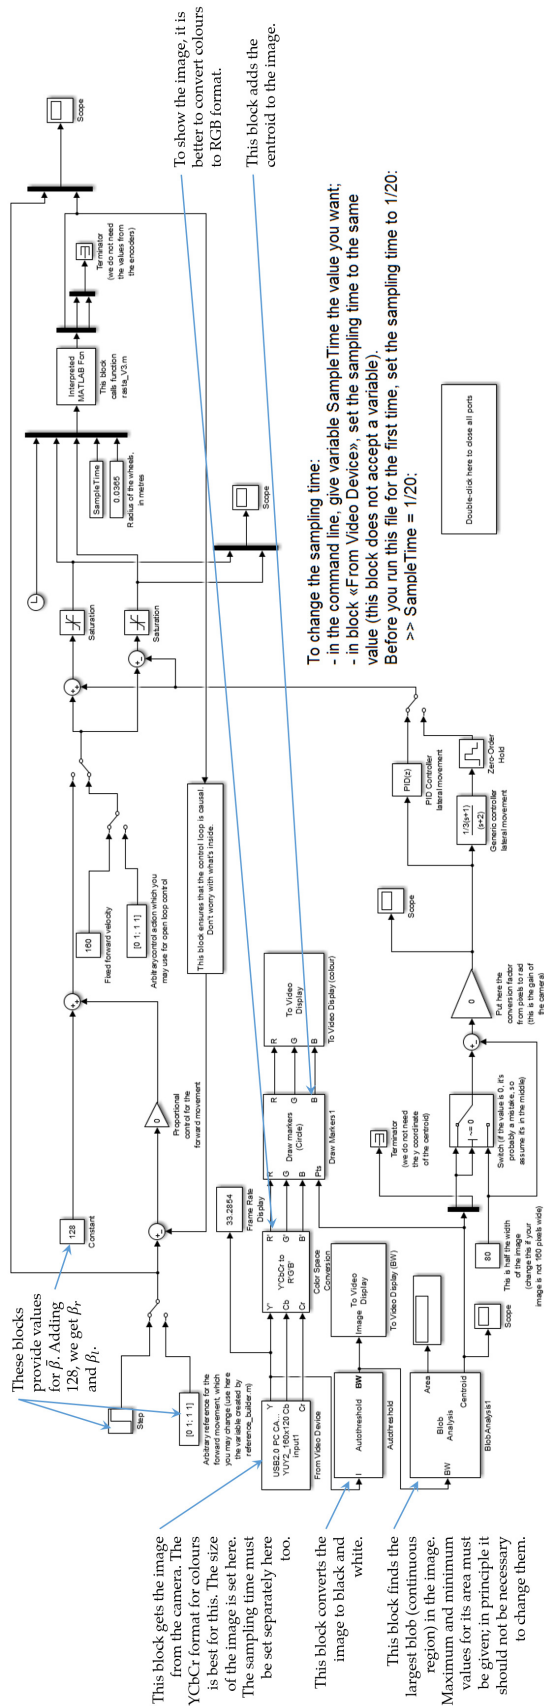 These blocks
provide values
for β̄. Adding
128, we get βr
and βl.
Step
[0 1; 1 1]
Arbitrary reference for the
forward movement, which
you may change (use here
the variable created by
reference_builder.m)
128
Constant
0
Proportional
control for the
forward movement
160
Fixed forward velocity
[0 1; 1 1]
Arbitrary control action which you
may use for open loop control
This block ensures that the control loop is causal.
Don't worry with what's inside.
Saturation
Saturation
SampleTime
0.0365
Radius of the wheels,
in metres
Interpreted
MATLAB Fcn
This block
calls function
rasta_V3.m
Terminator
(we do not need
the values from
the encoders)
Scope
Scope
This block gets the image
from the camera. The
YCbCr format for colours
is best for this. The size
of the image is set here.
The sampling time must
be set separately here
too.
USB2.0 PC CA...
YUY2_160x120
input1
Y
Cb
Cr
From Video Device
33.2854
Frame Rate
Display
Y'
Cb
Cr
Y'CbCr to
R'G'B'
R'
G'
B'
Color Space
Conversion
R
G
B
Pts
Draw markers
(Circle)
R
G
B
Draw Markers1
R
G
B
To Video
Display
To Video Display (colour)
To show the image, it is
better to convert colours
to RGB format.
This block adds the
centroid to the image.
This block converts the
image to black and
white.
I
Autothreshold
BW
Autothreshold
Image
To Video
Display
To Video Display (BW)
This block finds the
largest blob (continuous
region) in the image.
Maximum and minimum
values for its area must
be given; in principle it
should not be necessary
to change them.
BW
Blob
Analysis
Area
Centroid
Blob Analysis1
Scope
Terminator
(we do not need
the y coordinate
of the centroid)
80
This is half the width
of the image
(change this if your
image is not 160 pixels wide)
~= 0
Switch (if the value is 0, it's
probably a mistake, so
assume it's in the middle)
0
Put here the
conversion factor
from pixels to rad
(this is the gain of
the camera)
Scope
PID(z)
PID Controller
lateral movement
1/3(s+1)
(s+2)
Generic controller
lateral movement
Zero-Order
Hold
To change the sampling time:
- in the command line, give variable SampleTime the value you want;
- in block «From Video Device», set the sampling time to the same
value (this block does not accept a variable).
Before you run this file for the first time, set the sampling time to 1/20:
>> SampleTime = 1/20;
Double-click here to close all ports